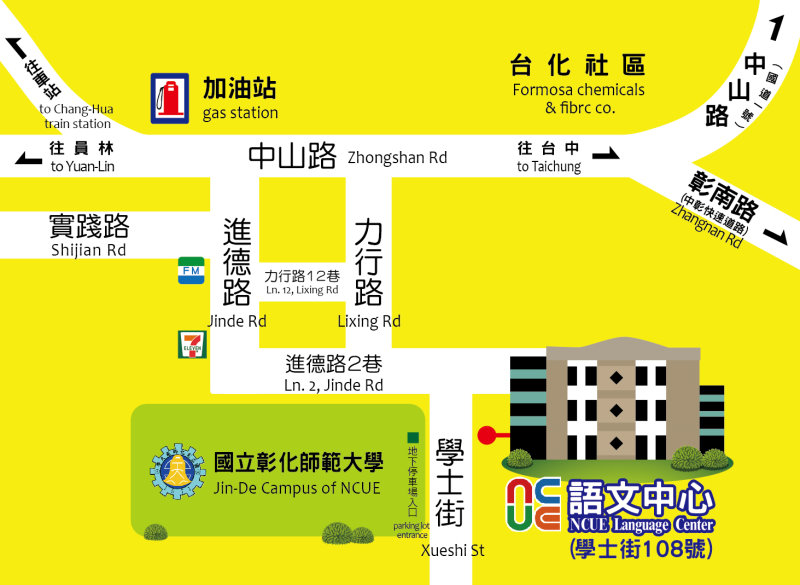 1
中山路
(國道一號)
往車站
to Chang-Hua
train station
加油站
gas station
台化社區
Formosa chemicals
& fibrc co.
往員林
to Yuan-Lin
中山路 Zhongshan Rd
往台中
to Taichung
彰南路
(中彰快速道路)
Zhangnan Rd
實踐路
Shijian Rd
進德路
Jinde Rd
力行路
Lixing Rd
FM
力行路12巷
Ln. 12, Lixing Rd
7
ELEVEN
進德路2巷
Ln. 2, Jinde Rd
國立彰化師範大學
Jin-De Campus of NCUE
地下停車場入口
parking lot
entrance
學士街
Xueshi St
NCUE
語文中心
NCUE Language Center
(學士街108號)